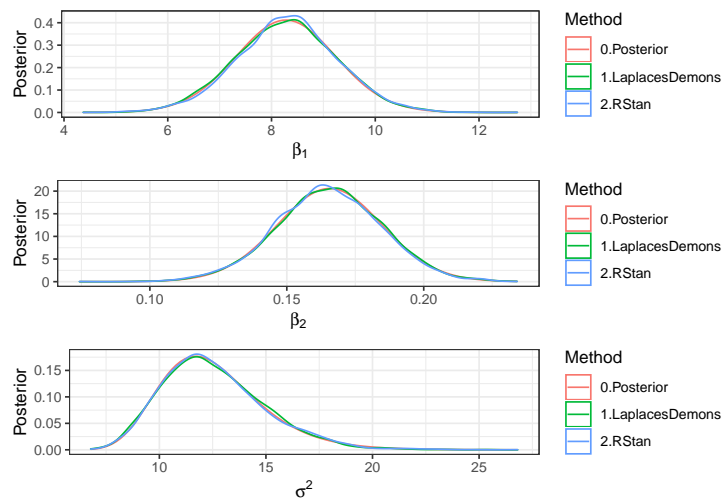 Posterior
0.4
0.3
0.2
0.1
0.0
4 6 8 10 12
β₁
Method
0.Posterior
1.LaplacesDemons
2.RStan
Posterior
20
15
10
5
0
0.10 0.15 0.20
β₂
Method
0.Posterior
1.LaplacesDemons
2.RStan
Posterior
0.15
0.10
0.05
0.00
10 15 20 25
σ²
Method
0.Posterior
1.LaplacesDemons
2.RStan